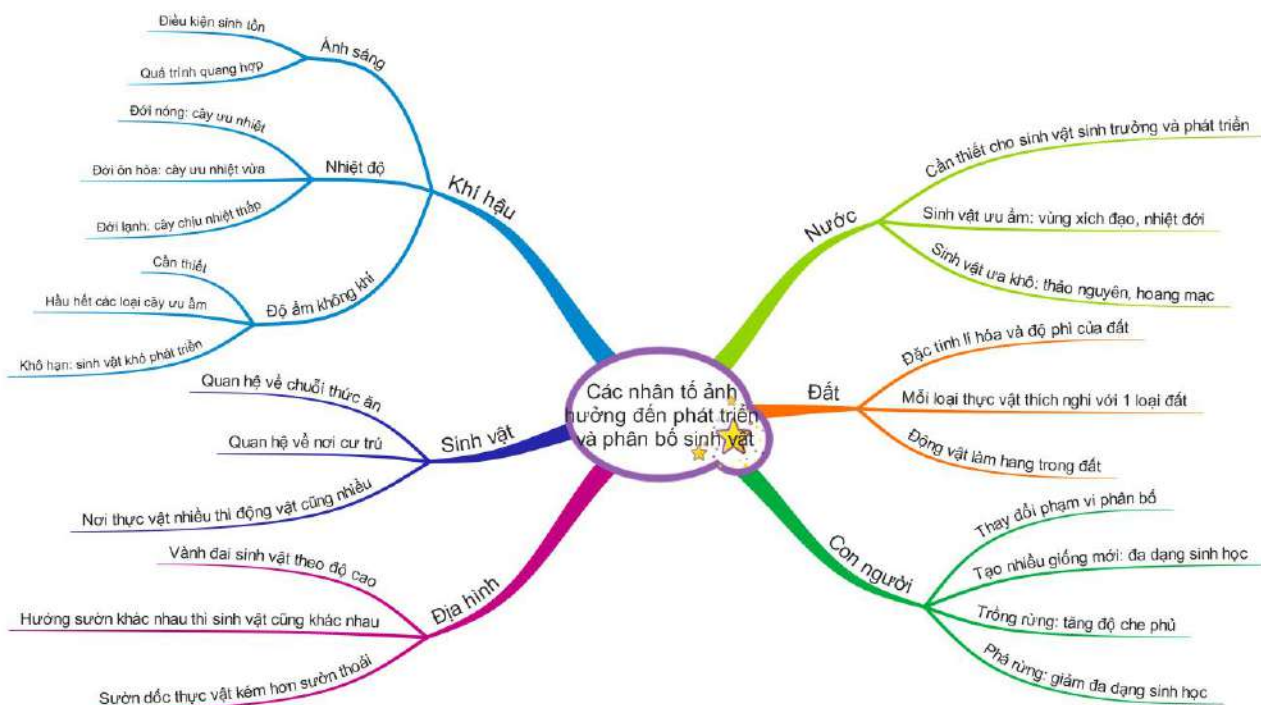 Các nhân tố ảnh
hưởng đến phát triển
và phân bố sinh vật
Khí hậu
Ánh sáng
Điều kiện sinh tồn
Quá trình quang hợp
Nhiệt độ
Đới nóng: cây ưu nhiệt
Đới ôn hòa: cây ưu nhiệt vừa
Đới lạnh: cây chịu nhiệt thấp
Độ ẩm không khí
Cần thiết
Hầu hết các loại cây ưu ẩm
Khô hạn: sinh vật khó phát triển
Sinh vật
Quan hệ về chuỗi thức ăn
Quan hệ về nơi cư trú
Nơi thực vật nhiều thì động vật cũng nhiều
Địa hình
Vành đai sinh vật theo độ cao
Hướng sườn khác nhau thì sinh vật cũng khác nhau
Sườn dốc thực vật kém hơn sườn thoải
Nước
Cần thiết cho sinh vật sinh trưởng và phát triển
Sinh vật ưu ẩm: vùng xích đạo, nhiệt đới
Sinh vật ưa khô: thảo nguyên, hoang mạc
Đất
Đặc tính lí hóa và độ phì của đất
Mỗi loại thực vật thích nghi với 1 loại đất
Động vật làm hang trong đất
Con người
Thay đổi phạm vi phân bố
Tạo nhiều giống mới: đa dạng sinh học
Trồng rừng: tăng độ che phủ
Phá rừng: giảm đa dạng sinh học